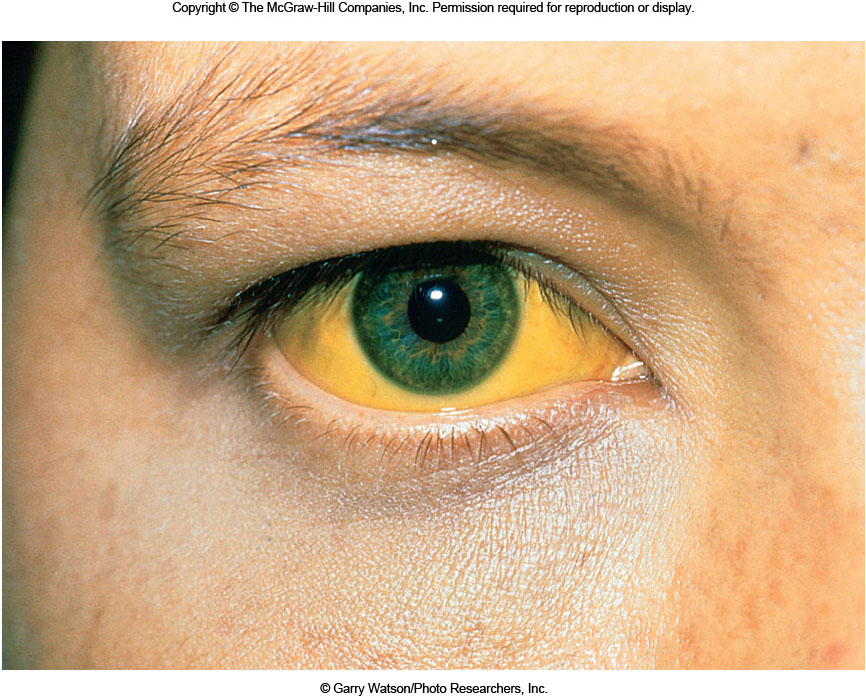 Copyright © The McGraw-Hill Companies, Inc. Permission required for reproduction or display.
© Garry Watson/Photo Researchers, Inc.